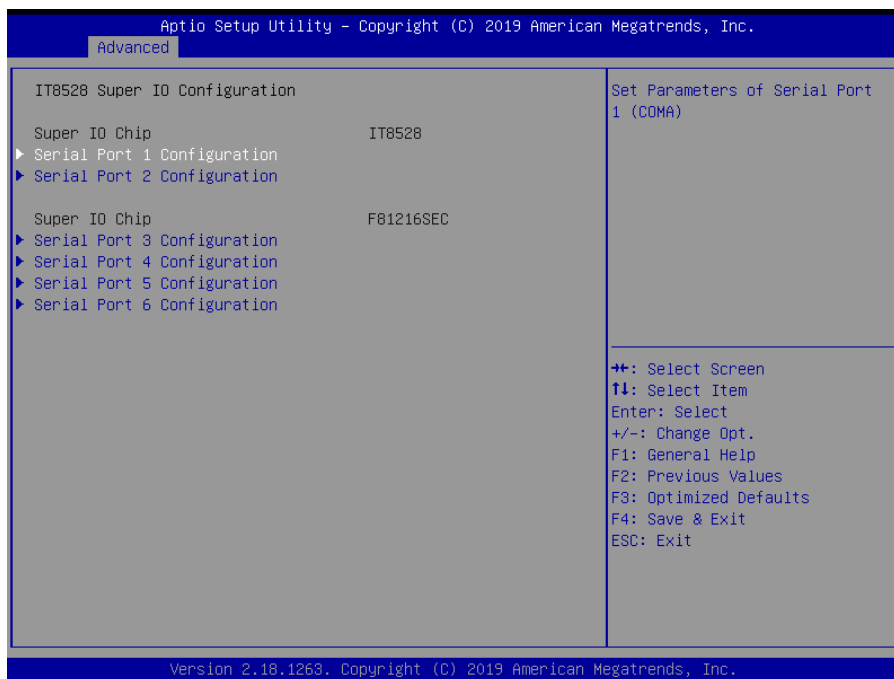 Aptio Setup Utility – Copyright (C) 2019 American Megatrends, Inc.
Advanced
IT8528 Super IO Configuration
Super IO Chip IT8528
▶ Serial Port 1 Configuration
▶ Serial Port 2 Configuration
Super IO Chip F81216SEC
▶ Serial Port 3 Configuration
▶ Serial Port 4 Configuration
▶ Serial Port 5 Configuration
▶ Serial Port 6 Configuration
Set Parameters of Serial Port
1 (COMA)
→←: Select Screen
↑↓: Select Item
Enter: Select
+/-: Change Opt.
F1: General Help
F2: Previous Values
F3: Optimized Defaults
F4: Save & Exit
ESC: Exit
Version 2.18.1263. Copyright (C) 2019 American Megatrends, Inc.